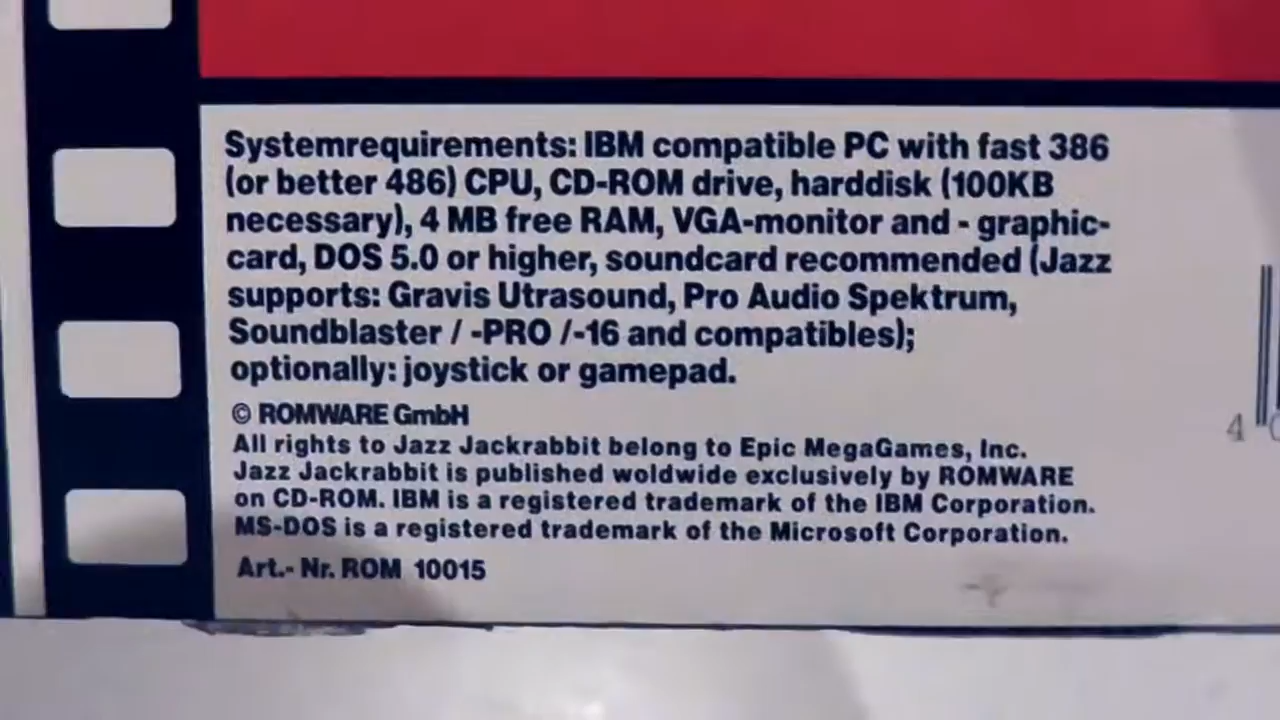 Systemrequirements: IBM compatible PC with fast 386
(or better 486) CPU, CD-ROM drive, harddisk (100KB
necessary), 4 MB free RAM, VGA-monitor and - graphic-
card, DOS 5.0 or higher, soundcard recommended (Jazz
supports: Gravis Utrasound, Pro Audio Spektrum,
Soundblaster / -PRO /-16 and compatibles);
optionally: joystick or gamepad.
© ROMWARE GmbH
All rights to Jazz Jackrabbit belong to Epic MegaGames, Inc.
Jazz Jackrabbit is published woldwide exclusively by ROMWARE
on CD-ROM. IBM is a registered trademark of the IBM Corporation.
MS-DOS is a registered trademark of the Microsoft Corporation.
Art.- Nr. ROM 10015
4